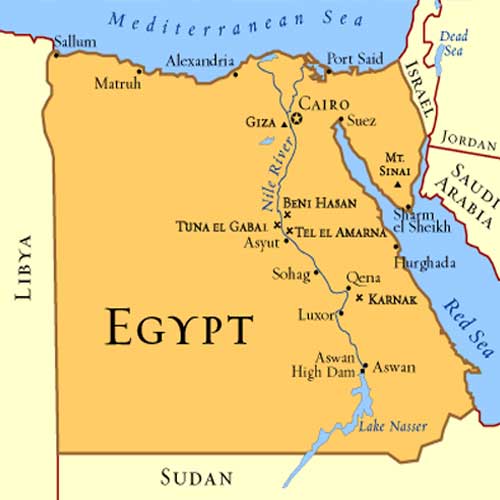 Mediterranean Sea
Sallum
Matruh
Alexandria
Port Said
Dead
Sea
ISRAEL
JORDAN
SAUDI
ARABIA
CAIRO
GIZA
Suez
MT.
SINAI
Nile River
BENI HASAN
TUNA EL GABAL
TEL EL AMARNA
Asyut
Sharm
el Sheikh
Hurghada
Sohag
Qena
KARNAK
Luxor
Red Sea
LIBYA
EGYPT
Aswan
High Dam
Aswan
Lake Nasser
SUDAN